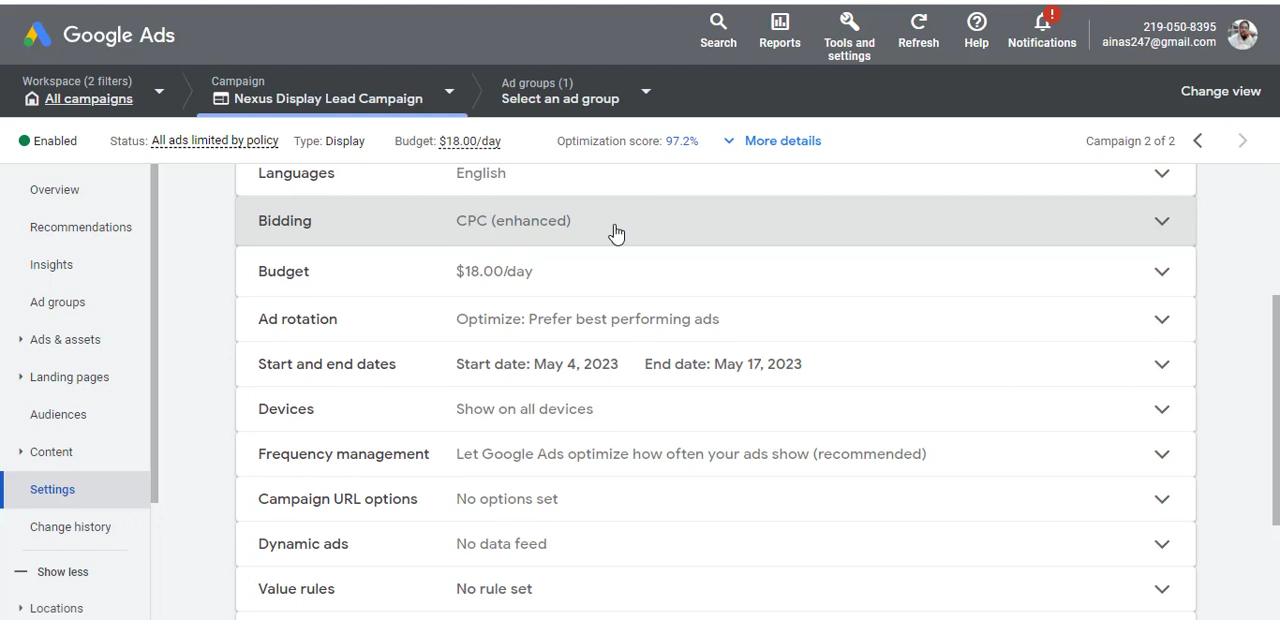 Google Ads
Search
Reports
Tools and
settings
Refresh
Help
!
Notifications
219-050-8395
ainas247@gmail.com
Workspace (2 filters)
All campaigns
Campaign
Nexus Display Lead Campaign
Ad groups (1)
Select an ad group
Change view
Enabled
Status: All ads limited by policy
Type: Display
Budget: $18.00/day
Optimization score: 97.2%
More details
Campaign 2 of 2
Overview
Recommendations
Insights
Ad groups
Ads & assets
Landing pages
Audiences
Content
Settings
Change history
Show less
Locations
Languages English
Bidding CPC (enhanced)
Budget $18.00/day
Ad rotation Optimize: Prefer best performing ads
Start and end dates Start date: May 4, 2023 End date: May 17, 2023
Devices Show on all devices
Frequency management Let Google Ads optimize how often your ads show (recommended)
Campaign URL options No options set
Dynamic ads No data feed
Value rules No rule set